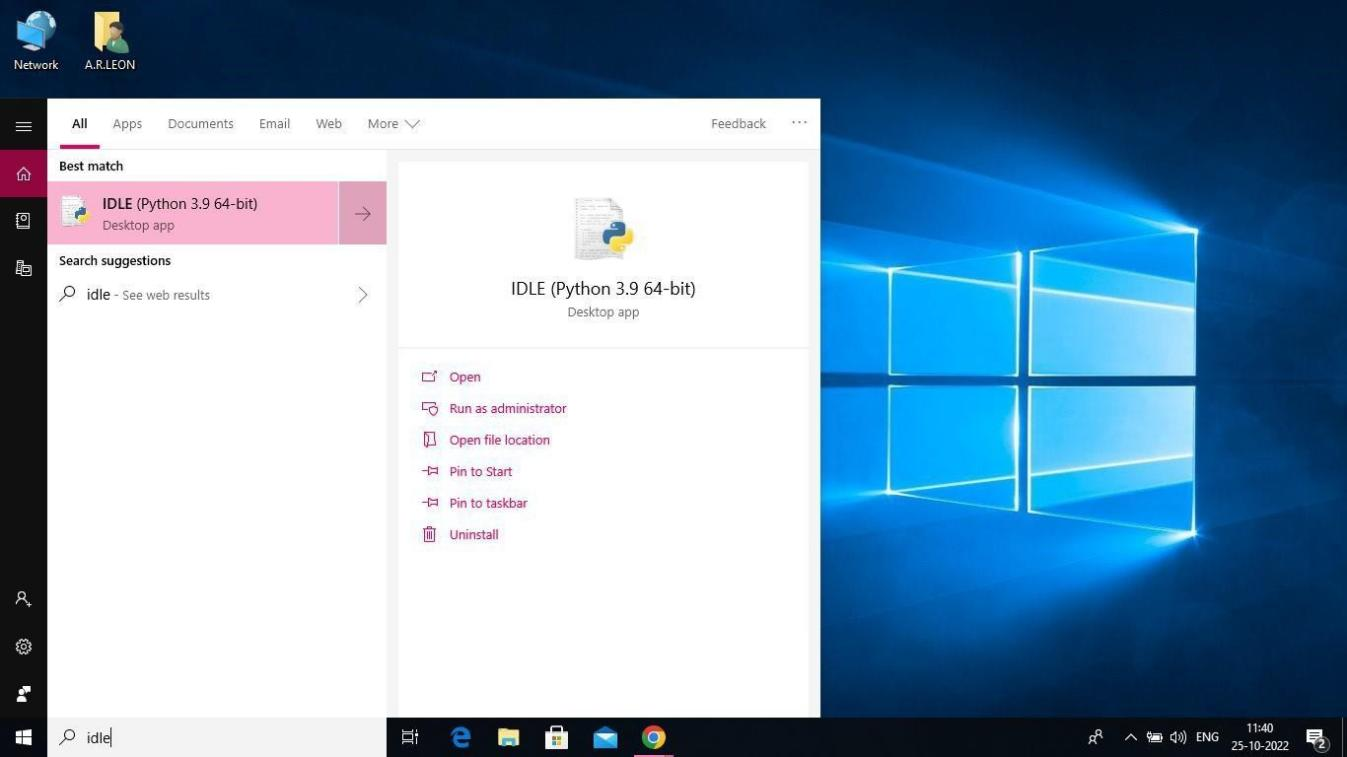 Network
A.R.LEON
All Apps Documents Email Web More Feedback ...
Best match
IDLE (Python 3.9 64-bit)
Desktop app
Search suggestions
idle - See web results
IDLE (Python 3.9 64-bit)
Desktop app
Open
Run as administrator
Open file location
Pin to Start
Pin to taskbar
Uninstall
idle
ENG
11:40
25-10-2022
2